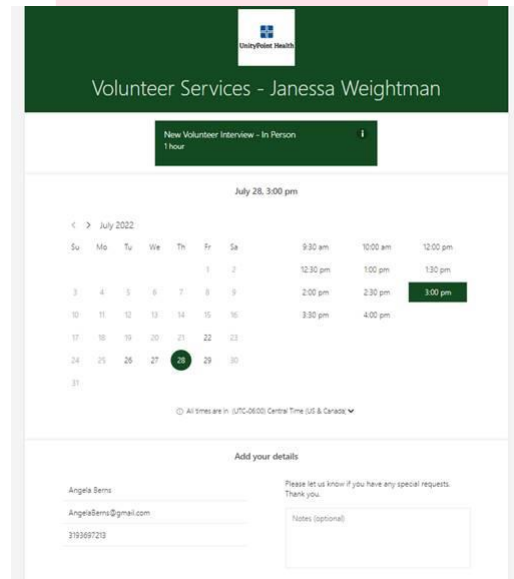 UnityPoint Health
Volunteer Services - Janessa Weightman
New Volunteer Interview - In Person
1 hour
i
July 28, 3:00 pm
< > July 2022
Su Mo Tu We Th Fr Sa
1 2
3 4 5 6 7 8 9
10 11 12 13 14 15 16
17 18 19 20 21 22 23
24 25 26 27 28 29 30
31
9:30 am 10:00 am 12:00 pm
12:30 pm 1:00 pm 1:30 pm
2:00 pm 2:30 pm 3:00 pm
3:30 pm 4:00 pm
All times are in (UTC-06:00) Central Time (US & Canada)
Add your details
Angela Berns
AngelaBerns@gmail.com
3193697213
Please let us know if you have any special requests.
Thank you.
Notes (optional)